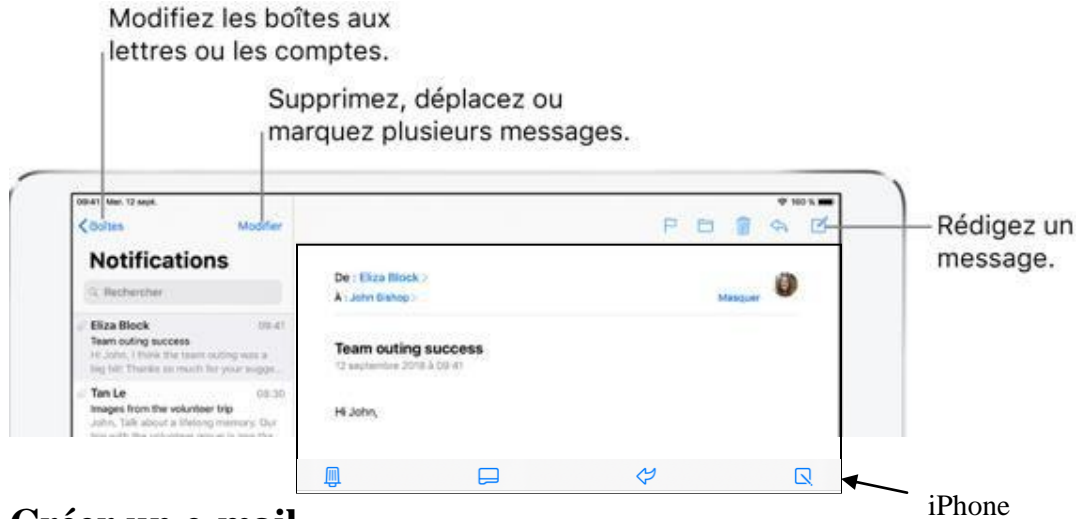 Modifiez les boîtes aux
lettres ou les comptes.
Supprimez, déplacez ou
marquez plusieurs messages.
09:41 Mer. 12 sept.
100 %
Boîtes
Modifier
Rédigez un
message.
Notifications
Rechercher
De : Eliza Block
À : John Bishop
Masquer
Eliza Block 09:41
Team outing success
Hi John, I think the team outing was a
big hit! Thanks so much for your sugge...
Team outing success
12 septembre 2018 à 09:41
Tan Le 08:30
Images from the volunteer trip
John, Talk about a lifelong memory. Our
Hi John,
iPhone
Créer un e-mail